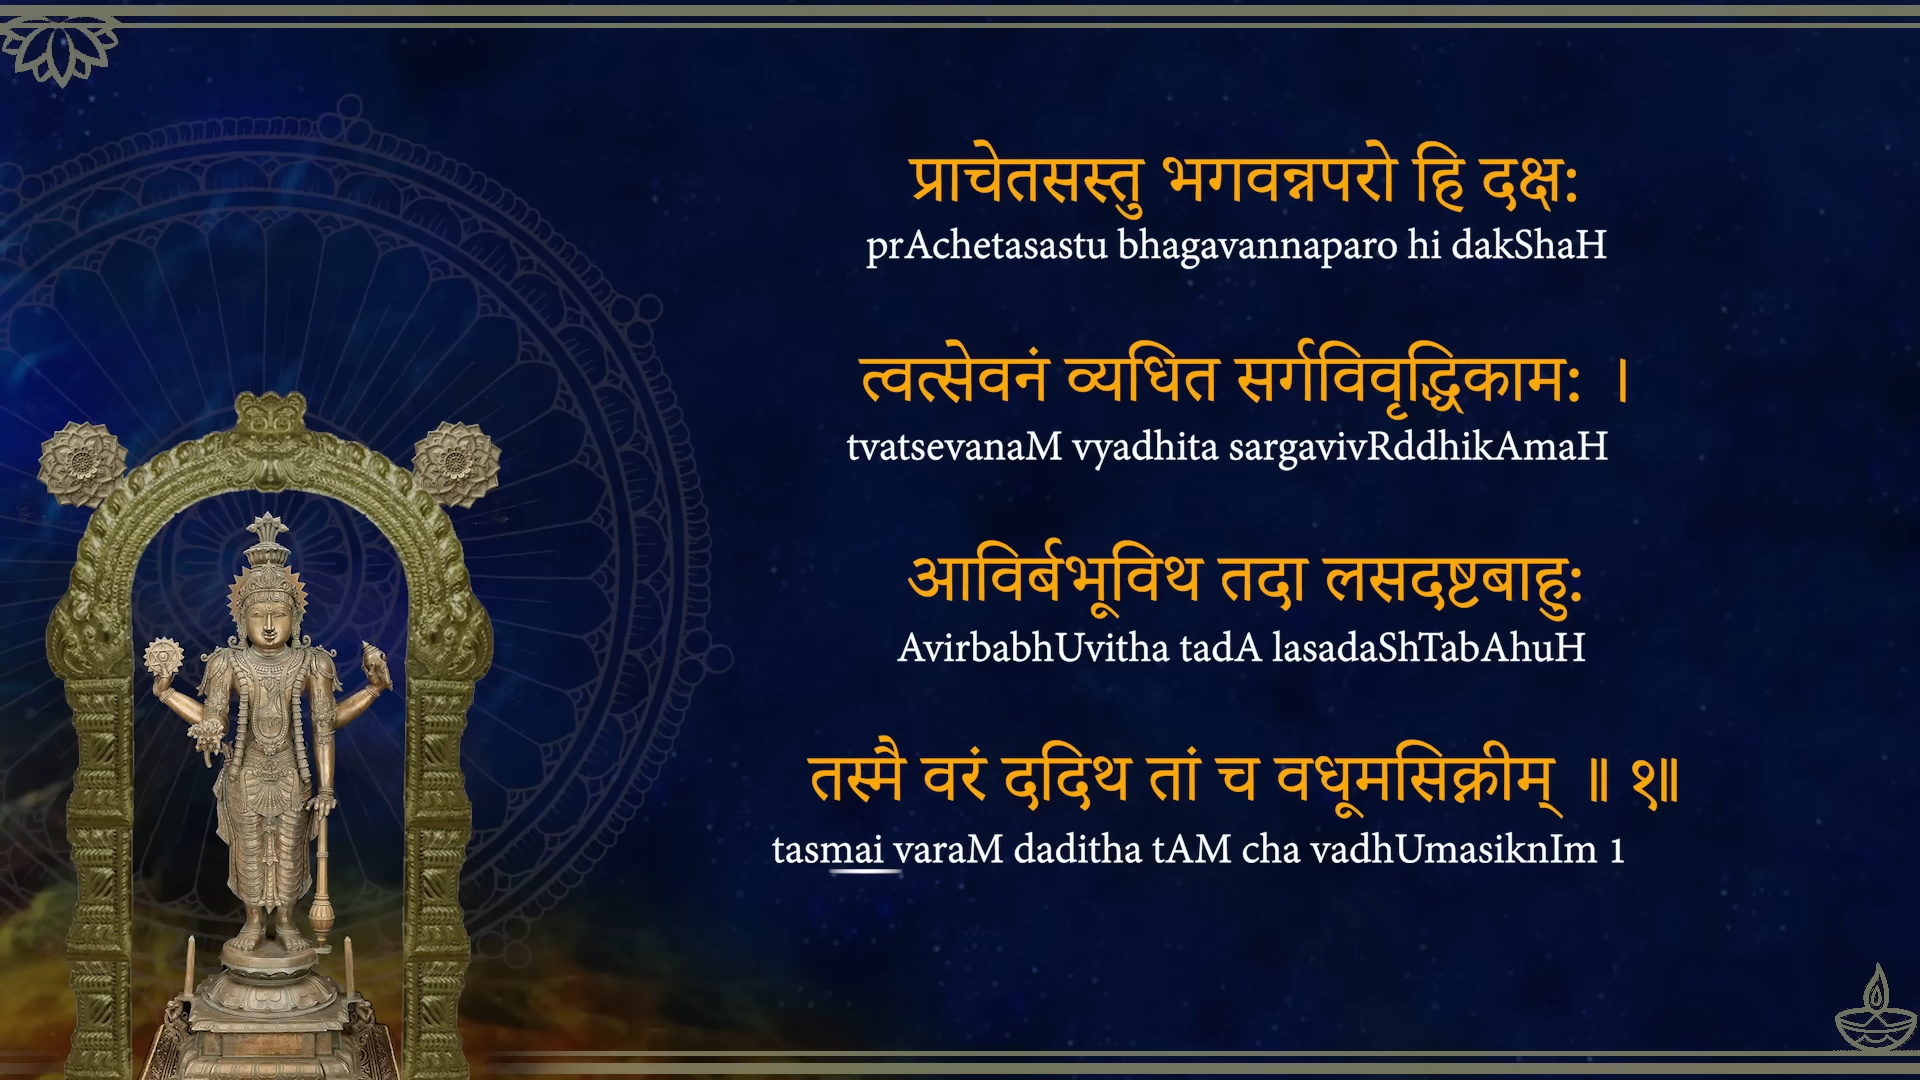 प्राचेतसस्तु भगवन्नपरो हि दक्ष:
prAchetasastu bhagavannaparo hi dakShaH
त्वत्सेवनं व्यधित सर्गविवृद्धिकाम: ।
tvatsevanaM vyadhita sargavivRddhikAmaH
आविर्बभूविथ तदा लसदष्टबाहु:
AvirbabhUvitha tadA lasadaShTabAhuH
तस्मै वरं ददिथ तां च वधूमसिक्नीम् ॥ १॥
tasmai varaM daditha tAM cha vadhUmasiknIm 1